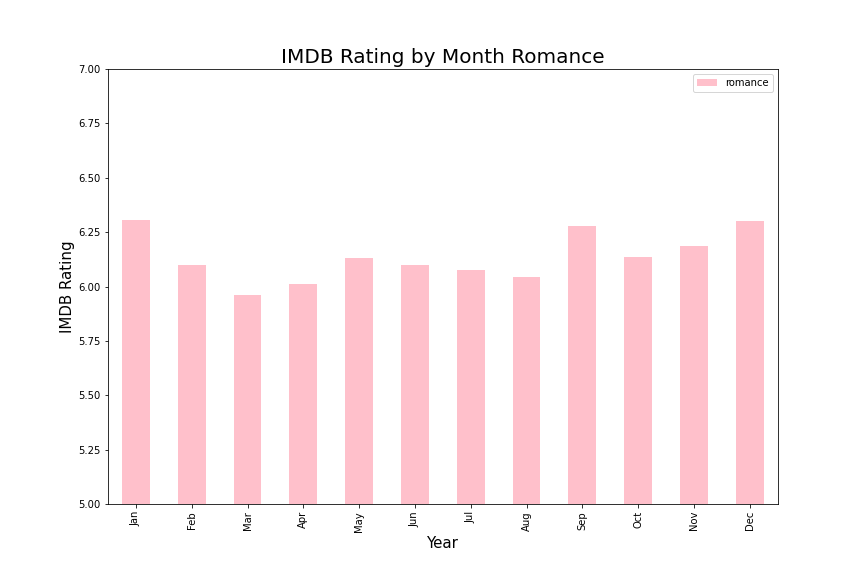 IMDB Rating by Month Romance
romance
IMDB Rating
7.00
6.75
6.50
6.25
6.00
5.75
5.50
5.25
5.00
Jan
Feb
Mar
Apr
May
Jun
Jul
Aug
Sep
Oct
Nov
Dec
Year